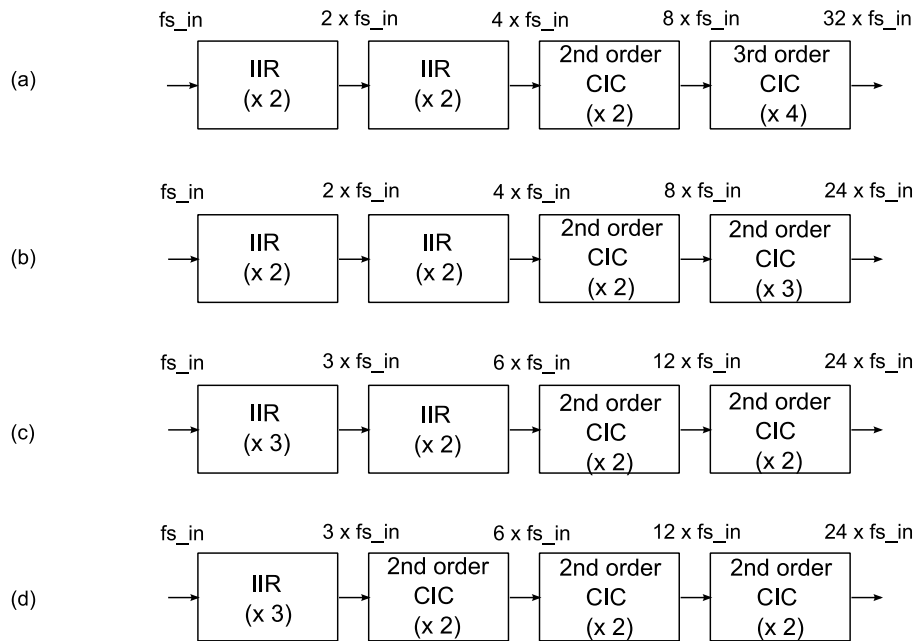 fs_in 2 x fs_in 4 x fs_in 8 x fs_in 32 x fs_in
(a)
IIR
(x 2)
IIR
(x 2)
2nd order
CIC
(x 2)
3rd order
CIC
(x 4)
fs_in 2 x fs_in 4 x fs_in 8 x fs_in 24 x fs_in
(b)
IIR
(x 2)
IIR
(x 2)
2nd order
CIC
(x 2)
2nd order
CIC
(x 3)
fs_in 3 x fs_in 6 x fs_in 12 x fs_in 24 x fs_in
(c)
IIR
(x 3)
IIR
(x 2)
2nd order
CIC
(x 2)
2nd order
CIC
(x 2)
fs_in 3 x fs_in 6 x fs_in 12 x fs_in 24 x fs_in
(d)
IIR
(x 3)
2nd order
CIC
(x 2)
2nd order
CIC
(x 2)
2nd order
CIC
(x 2)